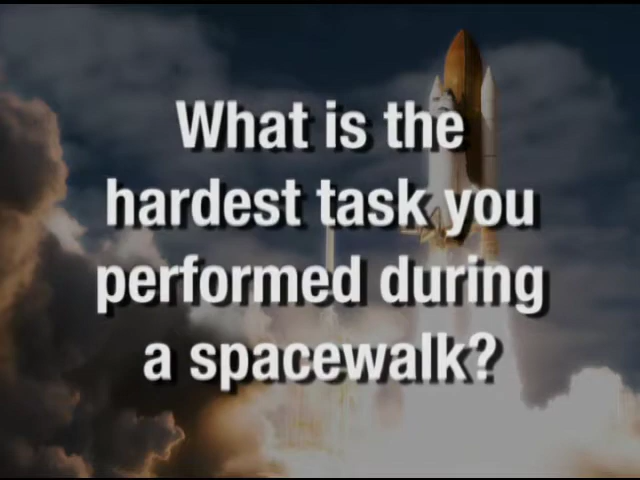 What is the
hardest task you
performed during
a spacewalk?